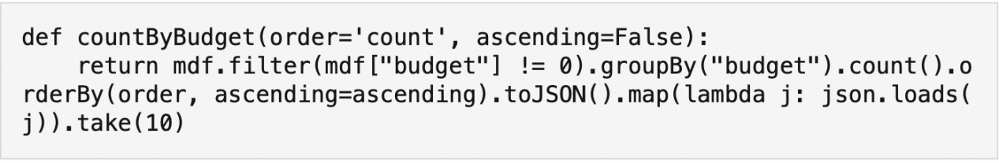 def countByBudget(order='count', ascending=False):
    return mdf.filter(mdf["budget"] != 0).groupBy("budget").count().o
rderBy(order, ascending=ascending).toJSON().map(lambda j: json.loads(
j)).take(10)